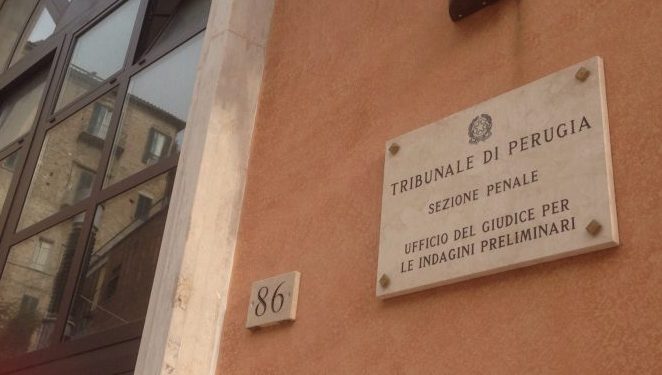 TRIBUNALE DI PERUGIA
SEZIONE PENALE
UFFICIO DEL GIUDICE PER
LE INDAGINI PRELIMINARI
86